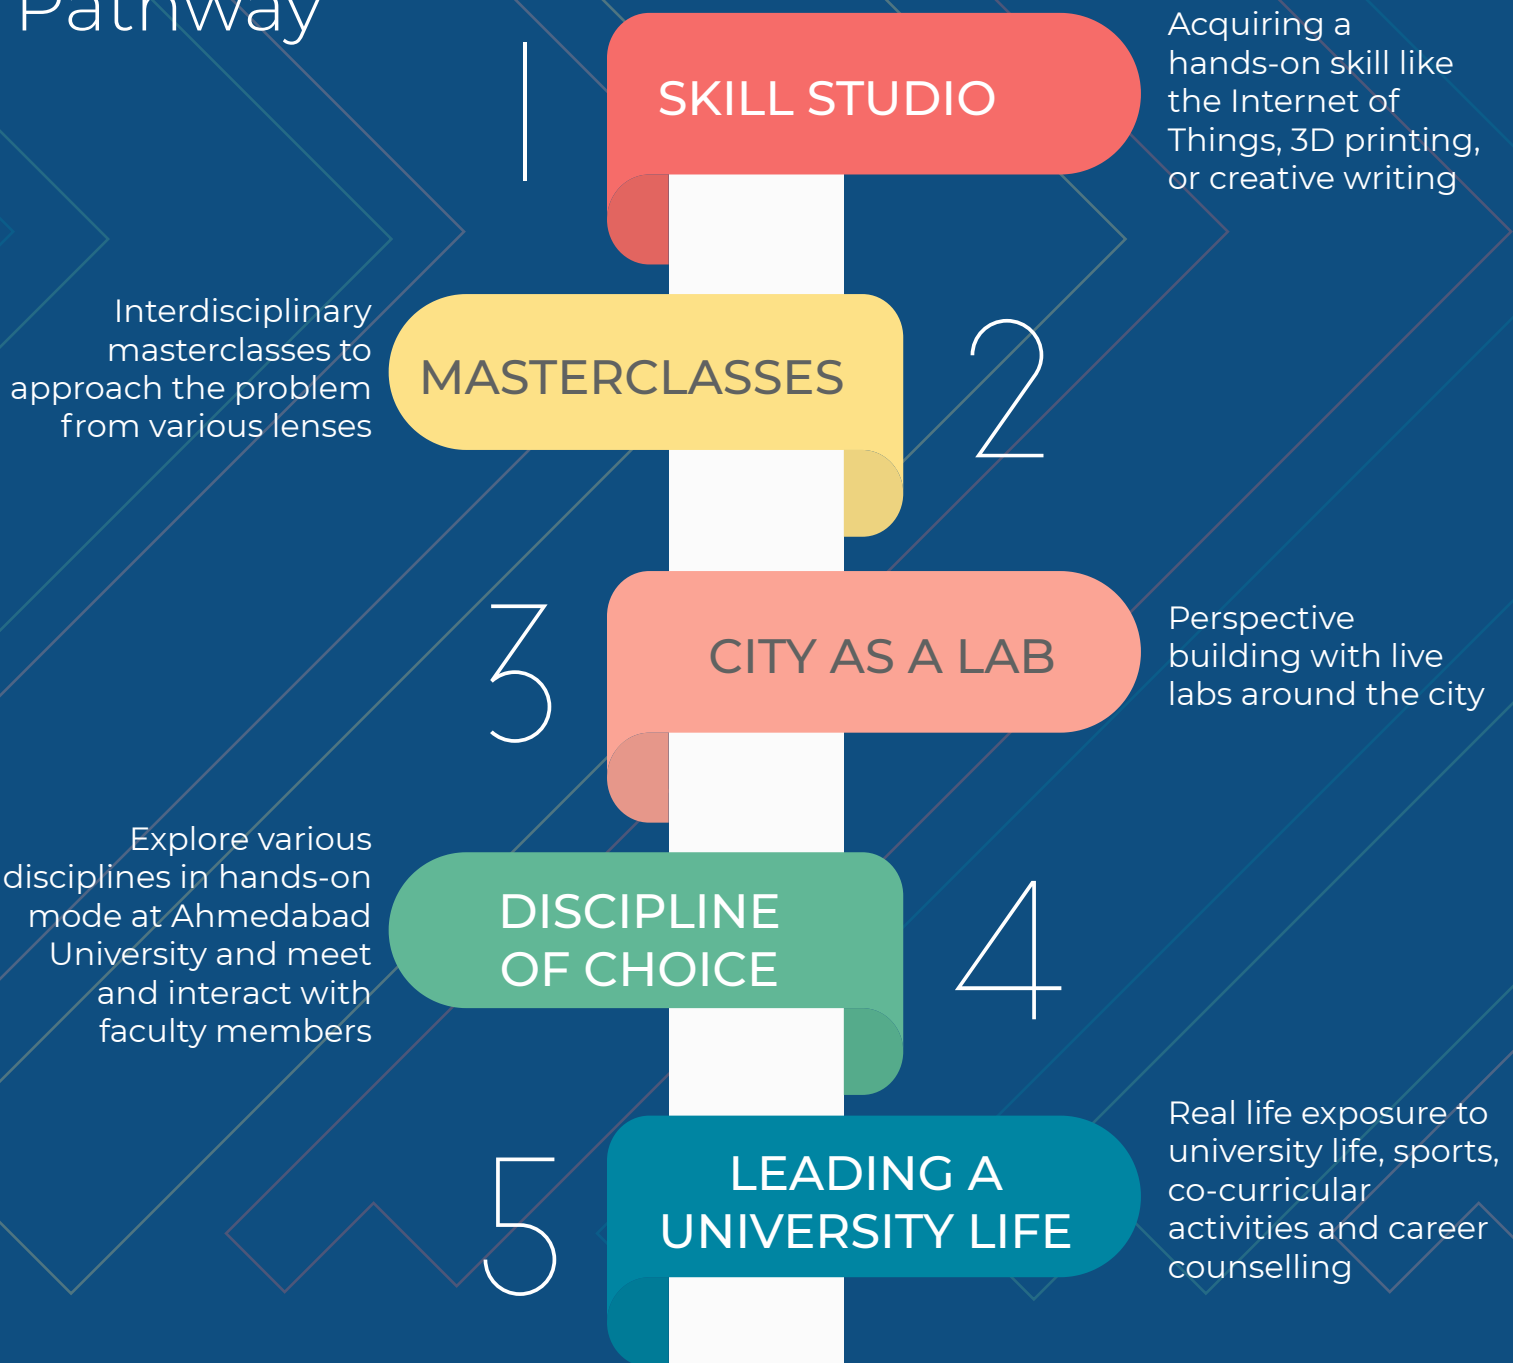 Pathway
1
SKILL STUDIO
Acquiring a
hands-on skill like
the Internet of
Things, 3D printing,
or creative writing
Interdisciplinary
masterclasses to
approach the problem
from various lenses
MASTERCLASSES
2
3
CITY AS A LAB
Perspective
building with live
labs around the city
Explore various
disciplines in hands-on
mode at Ahmedabad
University and meet
and interact with
faculty members
DISCIPLINE
OF CHOICE
4
5
LEADING A
UNIVERSITY LIFE
Real life exposure to
university life, sports,
co-curricular
activities and career
counselling